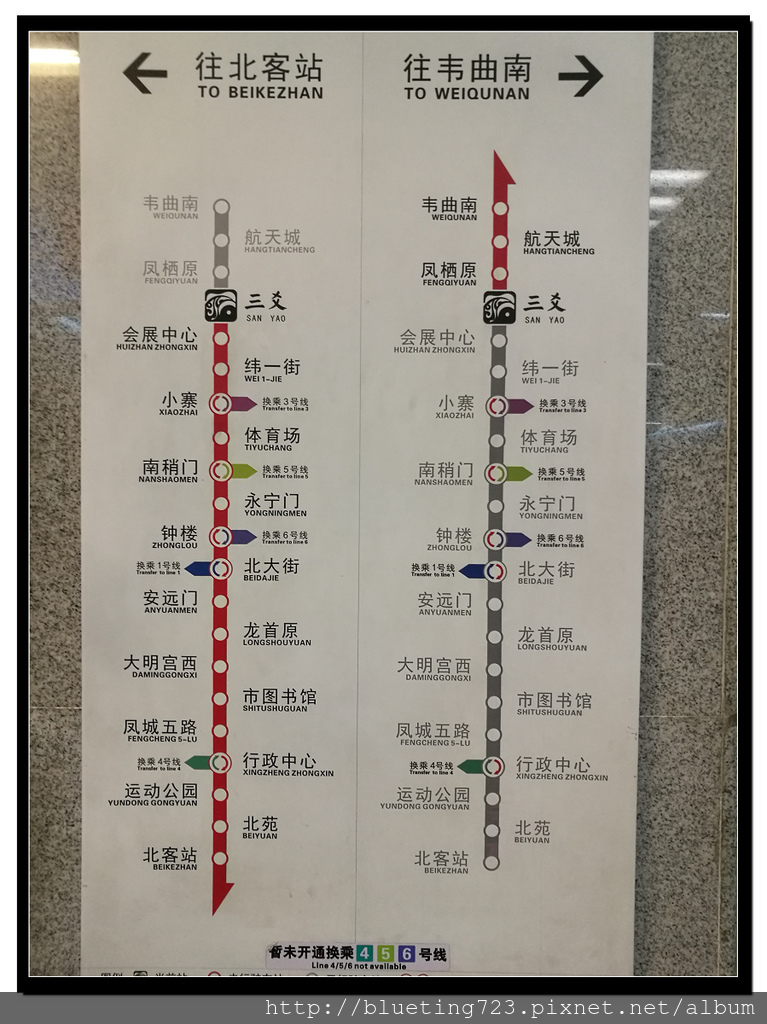 往北客站
TO BEIKEZHAN
往韦曲南
TO WEIQUNAN
韦曲南
WEIQUNAN
航天城
HANGTIANCHENG
凤栖原
FENGQIYUAN
三爻
SAN YAO
会展中心
HUIZHAN ZHONGXIN
纬一街
WEI 1-JIE
小寨
XIAOZHAI
换乘3号线
Transfer to line 3
体育场
TIYUCHANG
南稍门
NANSHAOMEN
换乘5号线
Transfer to line 5
永宁门
YONGNINGMEN
钟楼
ZHONGLOU
换乘6号线
Transfer to line 6
换乘1号线
Transfer to line 1
北大街
BEIDAJIE
安远门
ANYUANMEN
龙首原
LONGSHOUYUAN
大明宫西
DAMINGGONGXI
市图书馆
SHITUSHUGUAN
凤城五路
FENGCHENG 5-LU
换乘4号线
Transfer to line 4
行政中心
XINGZHENG ZHONGXIN
运动公园
YUNDONG GONGYUAN
北苑
BEIYUAN
北客站
BEIKEZHAN
韦曲南
WEIQUNAN
航天城
HANGTIANCHENG
凤栖原
FENGQIYUAN
三爻
SAN YAO
会展中心
HUIZHAN ZHONGXIN
纬一街
WEI 1-JIE
小寨
XIAOZHAI
换乘3号线
Transfer to line 3
体育场
TIYUCHANG
南稍门
NANSHAOMEN
换乘5号线
Transfer to line 5
永宁门
YONGNINGMEN
钟楼
ZHONGLOU
换乘6号线
Transfer to line 6
换乘1号线
Transfer to line 1
北大街
BEIDAJIE
安远门
ANYUANMEN
龙首原
LONGSHOUYUAN
大明宫西
DAMINGGONGXI
市图书馆
SHITUSHUGUAN
凤城五路
FENGCHENG 5-LU
换乘4号线
Transfer to line 4
行政中心
XINGZHENG ZHONGXIN
运动公园
YUNDONG GONGYUAN
北苑
BEIYUAN
北客站
BEIKEZHAN
暂未开通换乘 4 5 6 号线
Line 4/5/6 not available
http://blueting723.pixnet.net/album